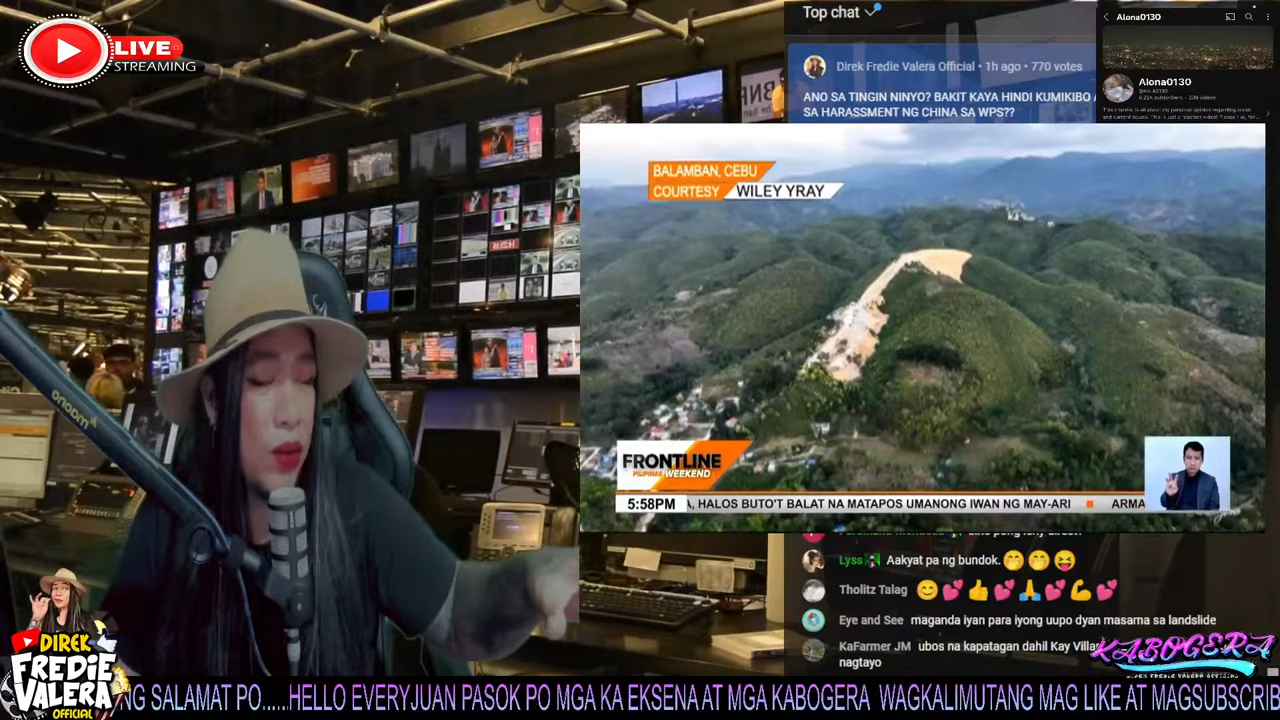 LIVE
STREAMING
Top chat
Direk Fredie Valera Official • 1h ago • 770 votes
ANO SA TINGIN NINYO? BAKIT KAYA HINDI KUMIKIBO
SA HARASSMENT NG CHINA SA WPS??
Alona0130
Alona0130
BALAMBAN, CEBU
COURTESY WILEY YRAY
FRONTLINE
PILIPINAS WEEKEND
5:58PM
A, HALOS BUTO'T BALAT NA MATAPOS UMANONG IWAN NG MAY-ARI ARMA
maono
Lyss Aakyat pa ng bundok. 🤭🤭😝
Tholitz Talag 😊💕👍💕🙏💕💪💕
Eye and See maganda iyan para iyong uupo dyan masama sa landslide
KaFarmer JM ubos na kapatagan dahil Kay Villar
nagtayo
KABOGERA
DIREK
FREDIE
VALERA
OFFICIAL
NG SALAMAT PO.....HELLO EVERYJUAN PASOK PO MGA KA EKSENA AT MGA KABOGERA WAGKALIMUTANG MAG LIKE AT MAGSUBSCRIB